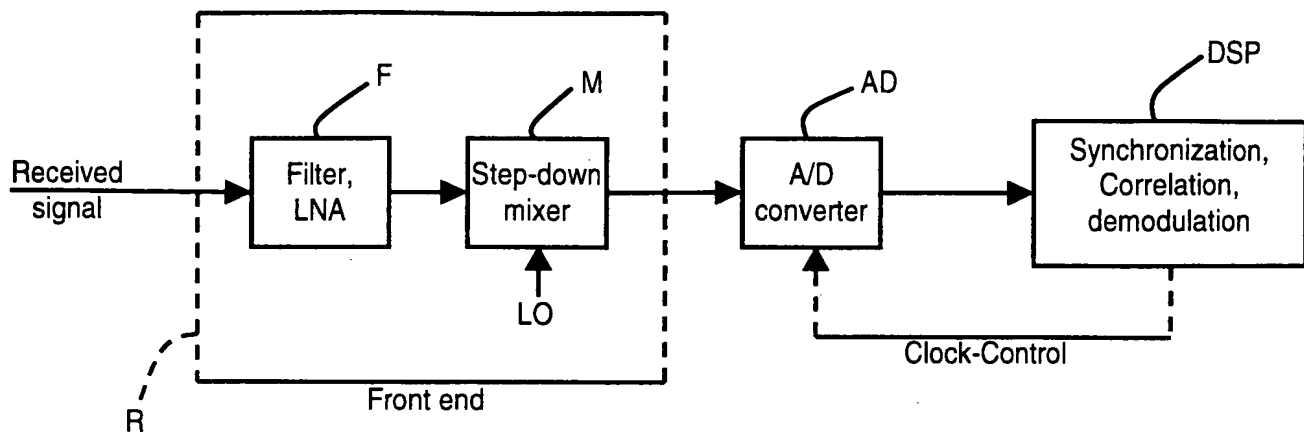 F
M
AD
DSP
Received
signal
Filter,
LNA
Step-down
mixer
A/D
converter
Synchronization,
Correlation,
demodulation
LO
Clock-Control
Front end
R